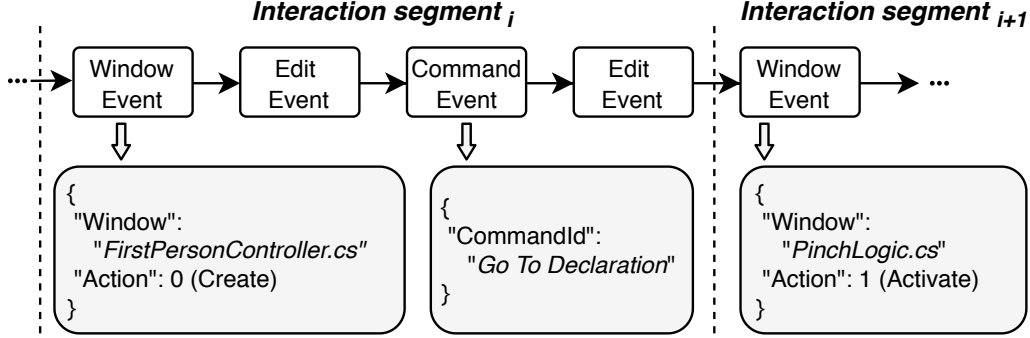 Interaction segment i
Interaction segment i+1
...
Window
Event
Edit
Event
Command
Event
Edit
Event
Window
Event
...
{
"Window":
"FirstPersonController.cs"
"Action": 0 (Create)
}
{
"CommandId":
"Go To Declaration"
}
{
"Window":
"PinchLogic.cs"
"Action": 1 (Activate)
}